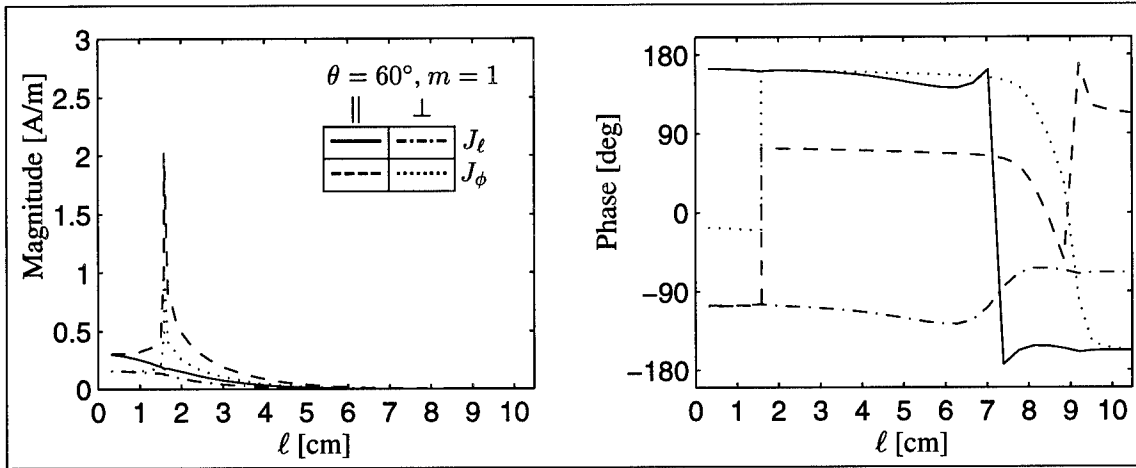 3
2.5
2
1.5
1
0.5
0
Magnitude [A/m]
θ = 60°, m = 1
∥ ⊥
J_ℓ
J_ϕ
0 1 2 3 4 5 6 7 8 9 10
ℓ [cm]
180
90
0
−90
−180
Phase [deg]
0 1 2 3 4 5 6 7 8 9 10
ℓ [cm]